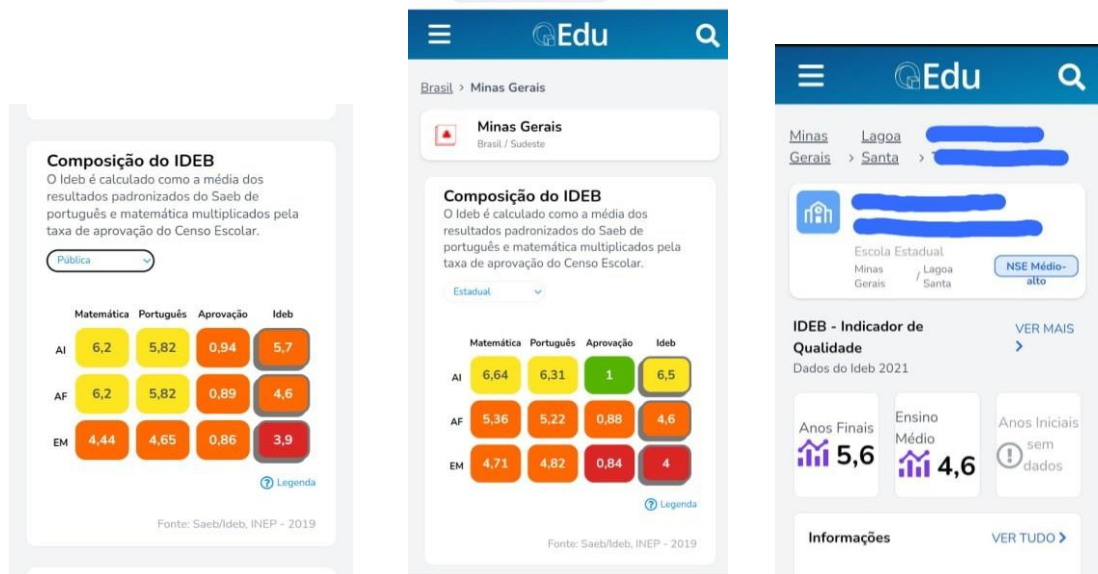 Composição do IDEB
O Ideb é calculado como a média dos
resultados padronizados do Saeb de
português e matemática multiplicados pela
taxa de aprovação do Censo Escolar.
Pública
Matemática Português Aprovação Ideb
AI 6,2 5,82 0,94 5,7
AF 6,2 5,82 0,89 4,6
EM 4,44 4,65 0,86 3,9
? Legenda
Fonte: Saeb/Ideb, INEP - 2019
QEdu
Brasil > Minas Gerais
Minas Gerais
Brasil / Sudeste
Composição do IDEB
O Ideb é calculado como a média dos
resultados padronizados do Saeb de
português e matemática multiplicados pela
taxa de aprovação do Censo Escolar.
Estadual
Matemática Português Aprovação Ideb
AI 6,64 6,31 1 6,5
AF 5,36 5,22 0,88 4,6
EM 4,71 4,82 0,84 4
? Legenda
Fonte: Saeb/Ideb, INEP - 2019
QEdu
Minas Lagoa
Gerais > Santa >
Escola Estadual
Minas / Lagoa
Gerais Santa
NSE Médio-
alto
IDEB - Indicador de
Qualidade
VER MAIS >
Dados do Ideb 2021
Anos Finais
5,6
Ensino
Médio
4,6
Anos Iniciais
! sem
dados
Informações VER TUDO >